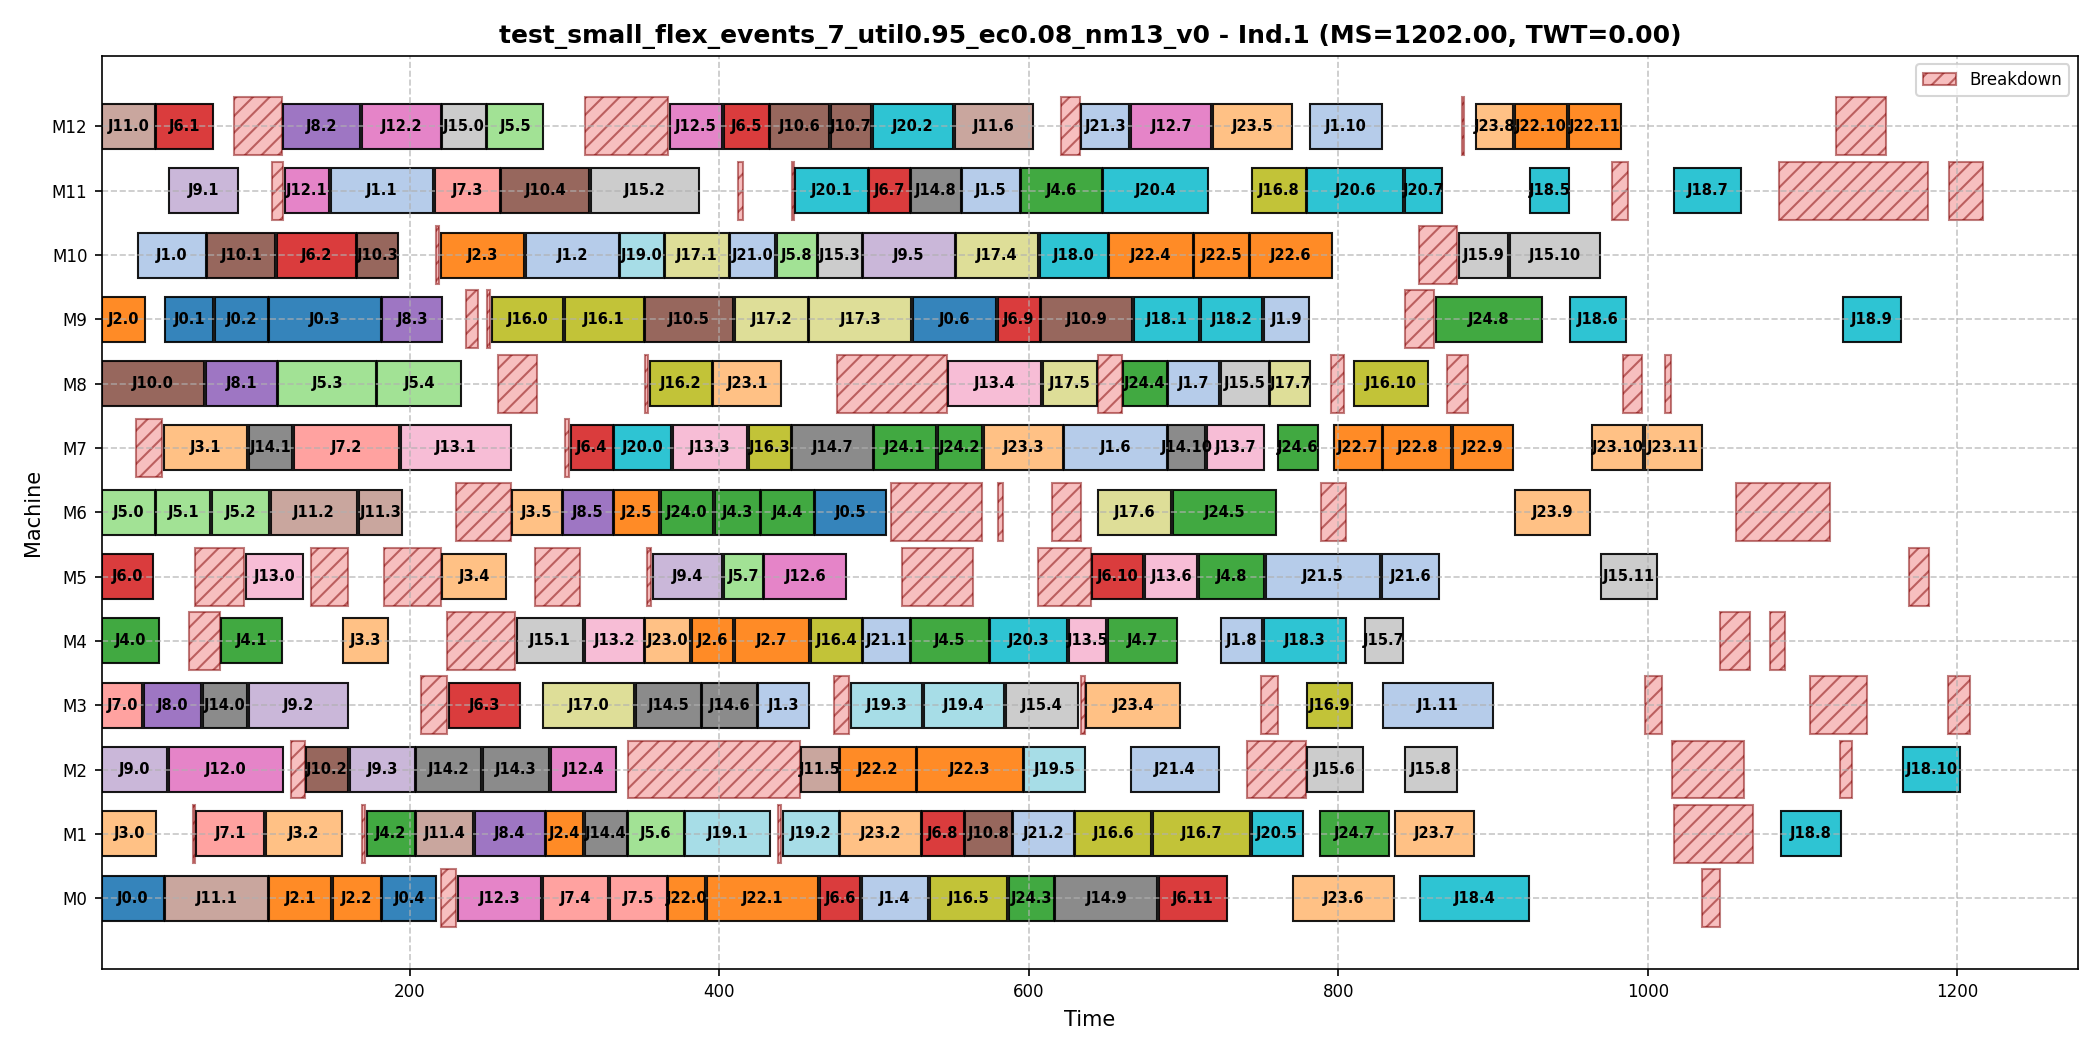 test_small_flex_events_7_util0.95_ec0.08_nm13_v0 - Ind.1 (MS=1202.00, TWT=0.00)
Breakdown
M12 J11.0 J6.1 J8.2 J12.2 J15.0 J5.5 J12.5 J6.5 J10.6 J10.7 J20.2 J11.6 J21.3 J12.7 J23.5 J1.10 J23.8 J22.10 J22.11
M11 J9.1 J12.1 J1.1 J7.3 J10.4 J15.2 J20.1 J6.7 J14.8 J1.5 J4.6 J20.4 J16.8 J20.6 J20.7 J18.5 J18.7
M10 J1.0 J10.1 J6.2 J10.3 J2.3 J1.2 J19.0 J17.1 J21.0 J5.8 J15.3 J9.5 J17.4 J18.0 J22.4 J22.5 J22.6 J15.9 J15.10
M9 J2.0 J0.1 J0.2 J0.3 J8.3 J16.0 J16.1 J10.5 J17.2 J17.3 J0.6 J6.9 J10.9 J18.1 J18.2 J1.9 J24.8 J18.6 J18.9
M8 J10.0 J8.1 J5.3 J5.4 J16.2 J23.1 J13.4 J17.5 J24.4 J1.7 J15.5 J17.7 J16.10
M7 J3.1 J14.1 J7.2 J13.1 J6.4 J20.0 J13.3 J16.3 J14.7 J24.1 J24.2 J23.3 J1.6 J14.10 J13.7 J24.6 J22.7 J22.8 J22.9 J23.10 J23.11
M6 J5.0 J5.1 J5.2 J11.2 J11.3 J3.5 J8.5 J2.5 J24.0 J4.3 J4.4 J0.5 J17.6 J24.5 J23.9
M5 J6.0 J13.0 J3.4 J9.4 J5.7 J12.6 J6.10 J13.6 J4.8 J21.5 J21.6 J15.11
M4 J4.0 J4.1 J3.3 J15.1 J13.2 J23.0 J2.6 J2.7 J16.4 J21.1 J4.5 J20.3 J13.5 J4.7 J1.8 J18.3 J15.7
M3 J7.0 J8.0 J14.0 J9.2 J6.3 J17.0 J14.5 J14.6 J1.3 J19.3 J19.4 J15.4 J23.4 J16.9 J1.11
M2 J9.0 J12.0 J10.2 J9.3 J14.2 J14.3 J12.4 J11.5 J22.2 J22.3 J19.5 J21.4 J15.6 J15.8 J18.10
M1 J3.0 J7.1 J3.2 J4.2 J11.4 J8.4 J2.4 J14.4 J5.6 J19.1 J19.2 J23.2 J6.8 J10.8 J21.2 J16.6 J16.7 J20.5 J24.7 J23.7 J18.8
M0 J0.0 J11.1 J2.1 J2.2 J0.4 J12.3 J7.4 J7.5 J22.0 J22.1 J6.6 J1.4 J16.5 J24.3 J14.9 J6.11 J23.6 J18.4
200 400 600 800 1000 1200
Time
Machine